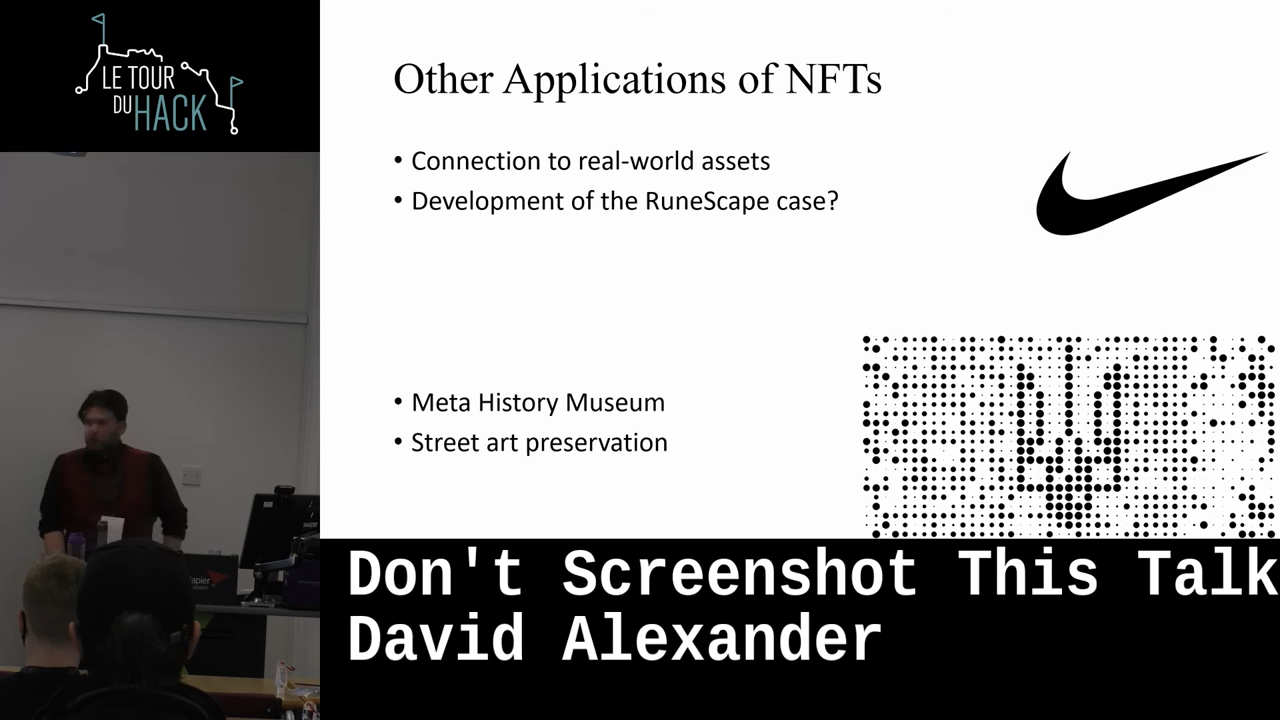 LE TOUR
DU HACK
Other Applications of NFTs
• Connection to real-world assets
• Development of the RuneScape case?
• Meta History Museum
• Street art preservation
Don't Screenshot This Talk
David Alexander